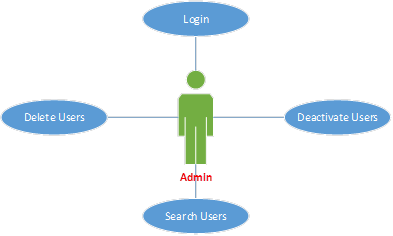 Login
Delete Users
Deactivate Users
Admin
Search Users